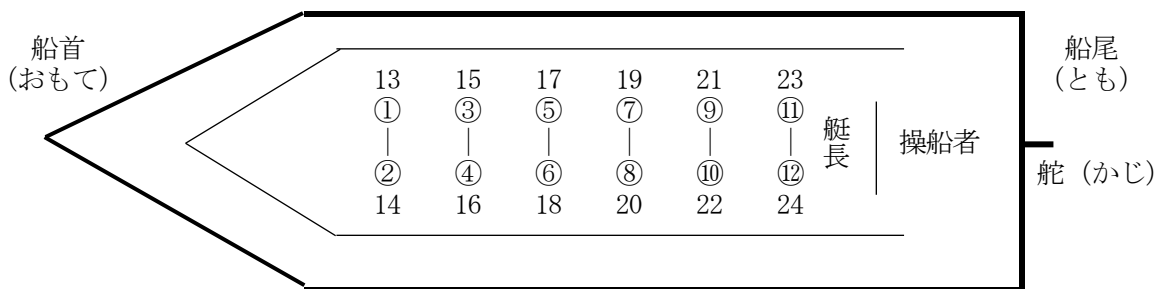 船首
（おもて）
13 15 17 19 21 23
① ③ ⑤ ⑦ ⑨ ⑪
② ④ ⑥ ⑧ ⑩ ⑫
14 16 18 20 22 24
艇長
操船者
船尾
（とも）
舵（かじ）